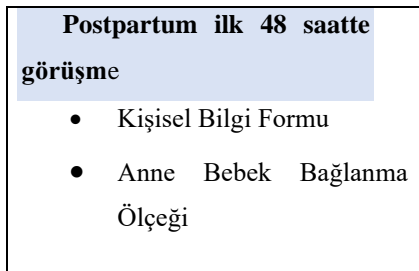 Postpartum ilk 48 saatte
görüşme
• Kişisel Bilgi Formu
• Anne Bebek Bağlanma
Ölçeği